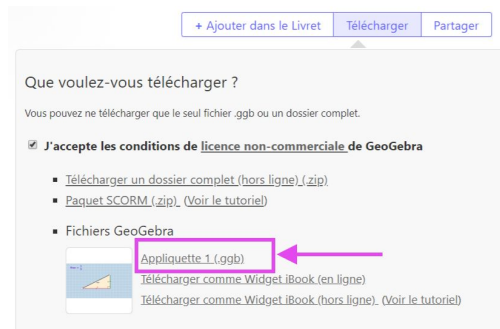 + Ajouter dans le Livret Télécharger Partager
Que voulez-vous télécharger ?
Vous pouvez ne télécharger que le seul fichier .ggb ou un dossier complet.
J'accepte les conditions de licence non-commerciale de GeoGebra
Télécharger un dossier complet (hors ligne) (.zip)
Paquet SCORM (.zip) (Voir le tutoriel)
Fichiers GeoGebra
Appliquette 1 (.ggb)
Télécharger comme Widget iBook (en ligne)
Télécharger comme Widget iBook (hors ligne) (Voir le tutoriel)